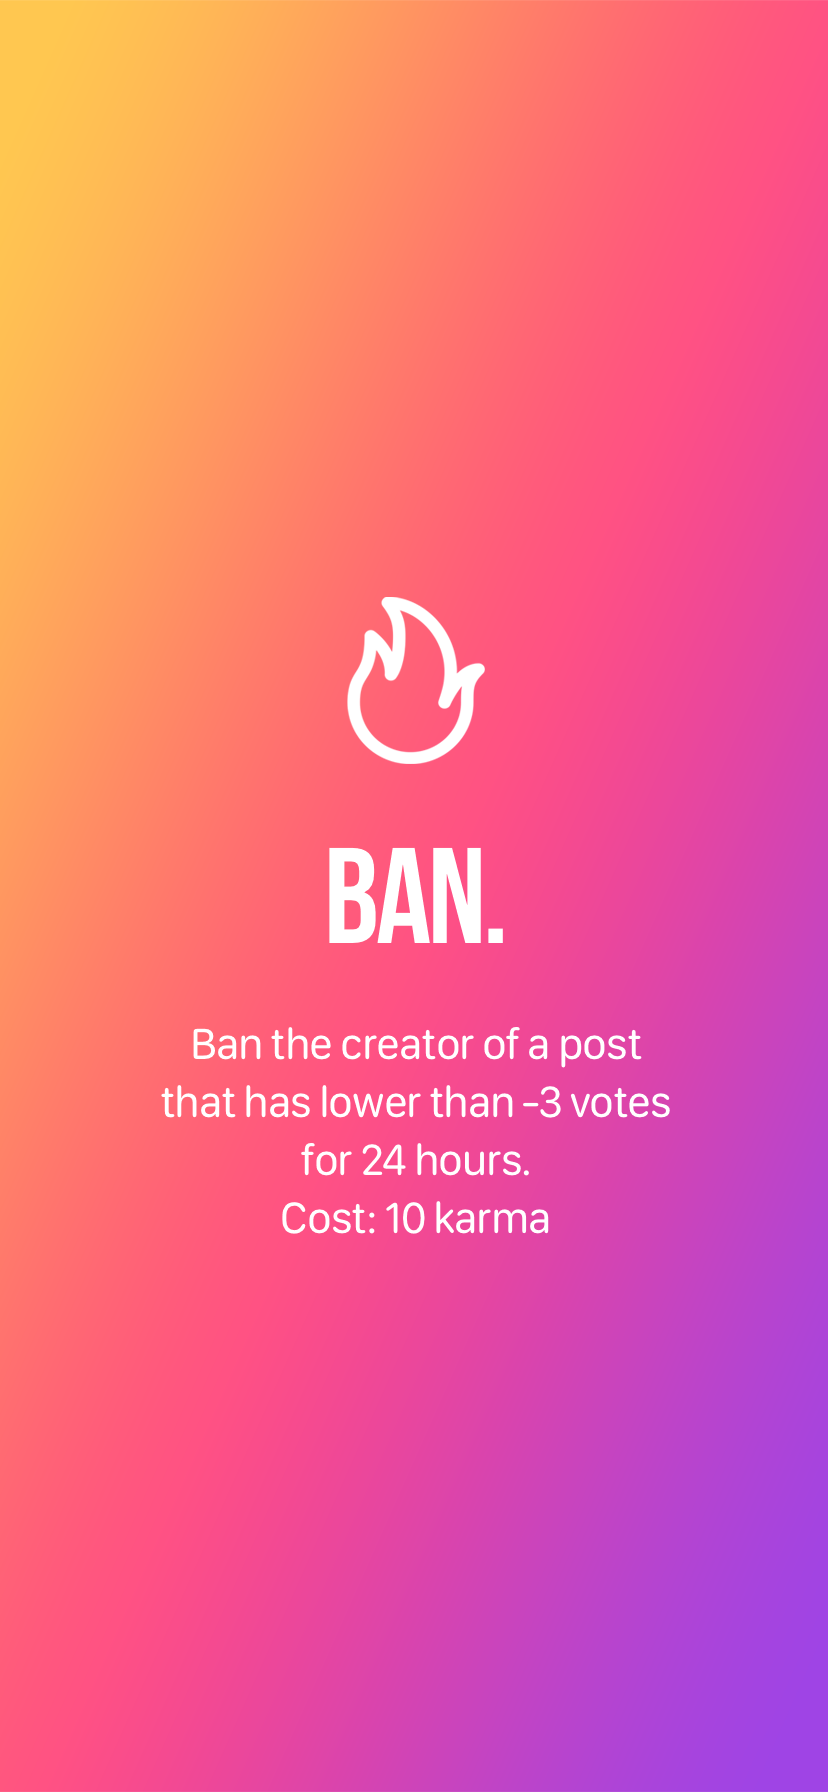 BAN.
Ban the creator of a post
that has lower than -3 votes
for 24 hours.
Cost: 10 karma